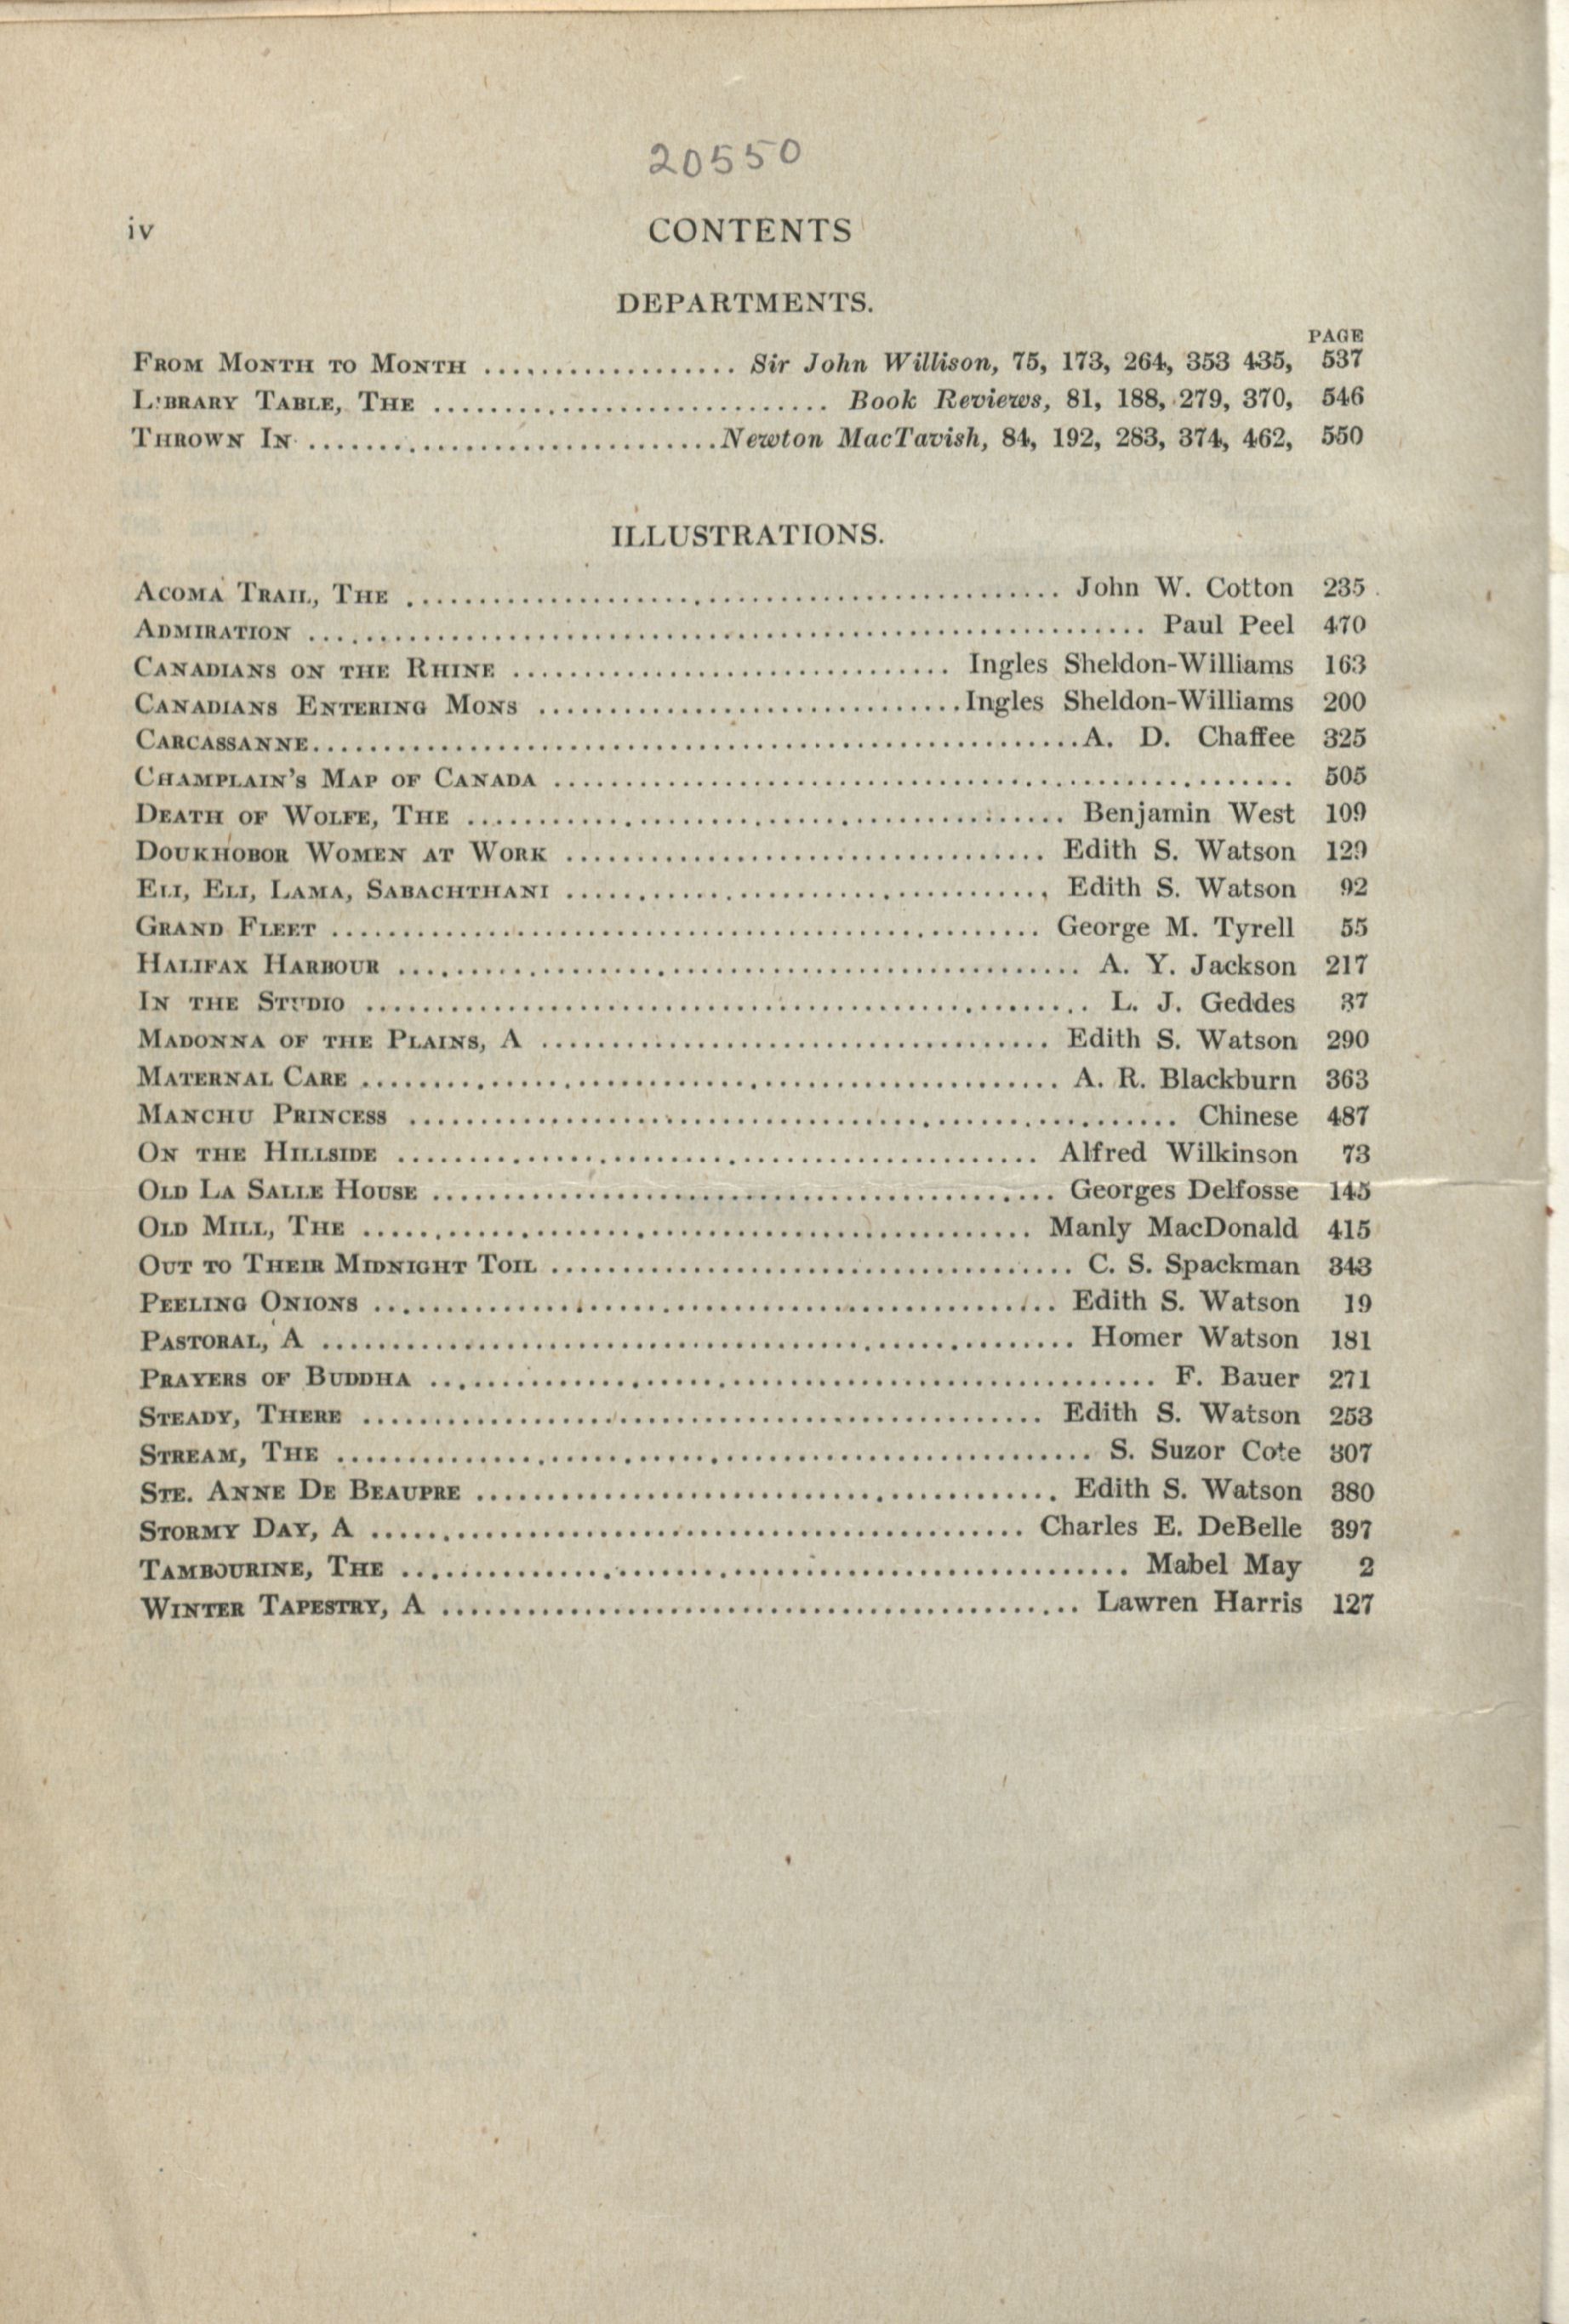 20550
iv CONTENTS
DEPARTMENTS.
PAGE
FROM MONTH TO MONTH .................. Sir John Willison, 75, 173, 264, 353 435, 537
LIBRARY TABLE, THE ............................ Book Reviews, 81, 188, 279, 370, 546
THROWN IN .............................Newton MacTavish, 84, 192, 283, 374, 462, 550
ILLUSTRATIONS.
ACOMA TRAIL, THE .............................................. John W. Cotton 235
ADMIRATION .......................................................... Paul Peel 470
CANADIANS ON THE RHINE ............................... Ingles Sheldon-Williams 163
CANADIANS ENTERING MONS ..............................Ingles Sheldon-Williams 200
CARCASSANNE......................................................A. D. Chaffee 325
CHAMPLAIN'S MAP OF CANADA .................................................... 505
DEATH OF WOLFE, THE .......................................... Benjamin West 109
DOUKHOBOR WOMEN AT WORK .................................. Edith S. Watson 129
ELI, ELI, LAMA, SABACHTHANI .................................. Edith S. Watson 92
GRAND FLEET .................................................. George M. Tyrell 55
HALIFAX HARBOUR ................................................ A. Y. Jackson 217
IN THE STUDIO ................................................... L. J. Geddes 37
MADONNA OF THE PLAINS, A .................................... Edith S. Watson 290
MATERNAL CARE ................................................. A. R. Blackburn 363
MANCHU PRINCESS ...................................................... Chinese 487
ON THE HILLSIDE ............................................. Alfred Wilkinson 73
OLD LA SALLE HOUSE ............................................ Georges Delfosse 145
OLD MILL, THE ............................................... Manly MacDonald 415
OUT TO THEIR MIDNIGHT TOIL ..................................... C. S. Spackman 343
PEELING ONIONS ................................................ Edith S. Watson 19
PASTORAL, A ..................................................... Homer Watson 181
PRAYERS OF BUDDHA ................................................... F. Bauer 271
STEADY, THERE ................................................ Edith S. Watson 253
STREAM, THE ..................................................... S. Suzor Cote 307
STE. ANNE DE BEAUPRE ......................................... Edith S. Watson 380
STORMY DAY, A .............................................. Charles E. DeBelle 397
TAMBOURINE, THE ................................................... Mabel May 2
WINTER TAPESTRY, A ............................................. Lawren Harris 127